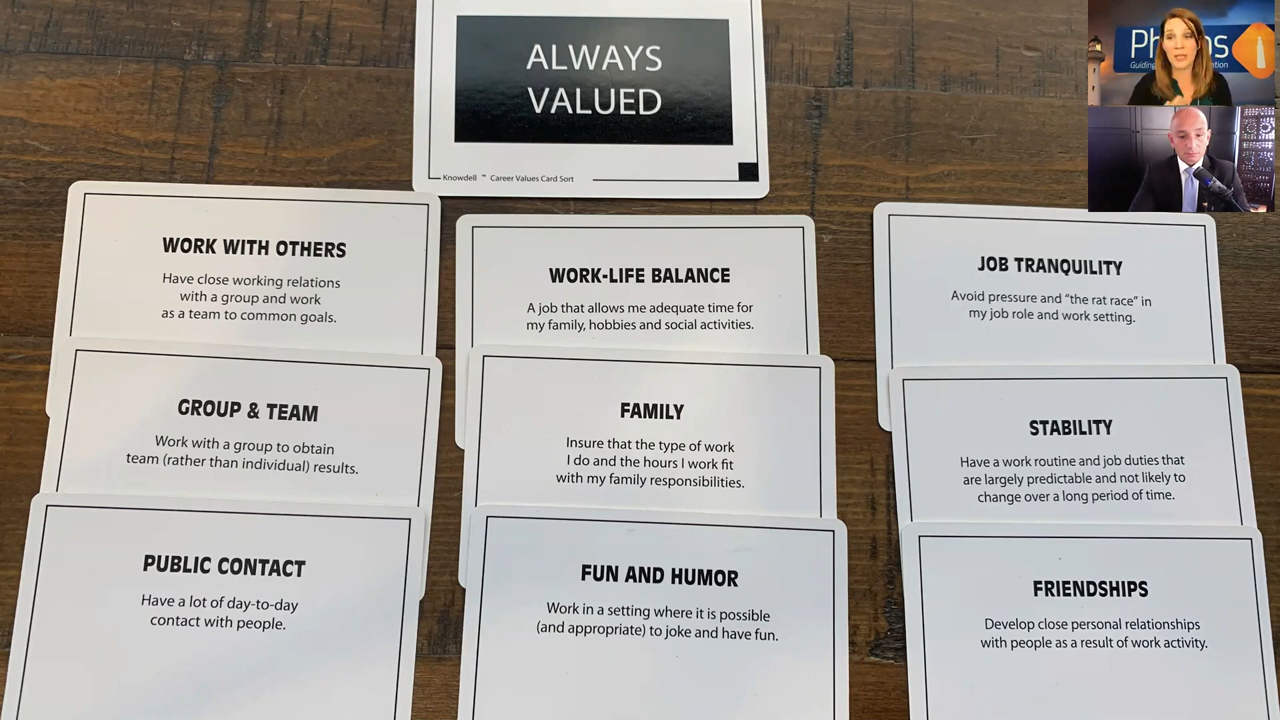 ALWAYS
VALUED
Knowdell ™ Career Values Card Sort
WORK WITH OTHERS
Have close working relations
with a group and work
as a team to common goals.
GROUP & TEAM
Work with a group to obtain
team (rather than individual) results.
PUBLIC CONTACT
Have a lot of day-to-day
contact with people.
WORK-LIFE BALANCE
A job that allows me adequate time for
my family, hobbies and social activities.
FAMILY
Insure that the type of work
I do and the hours I work fit
with my family responsibilities.
FUN AND HUMOR
Work in a setting where it is possible
(and appropriate) to joke and have fun.
JOB TRANQUILITY
Avoid pressure and “the rat race” in
my job role and work setting.
STABILITY
Have a work routine and job duties that
are largely predictable and not likely to
change over a long period of time.
FRIENDSHIPS
Develop close personal relationships
with people as a result of work activity.